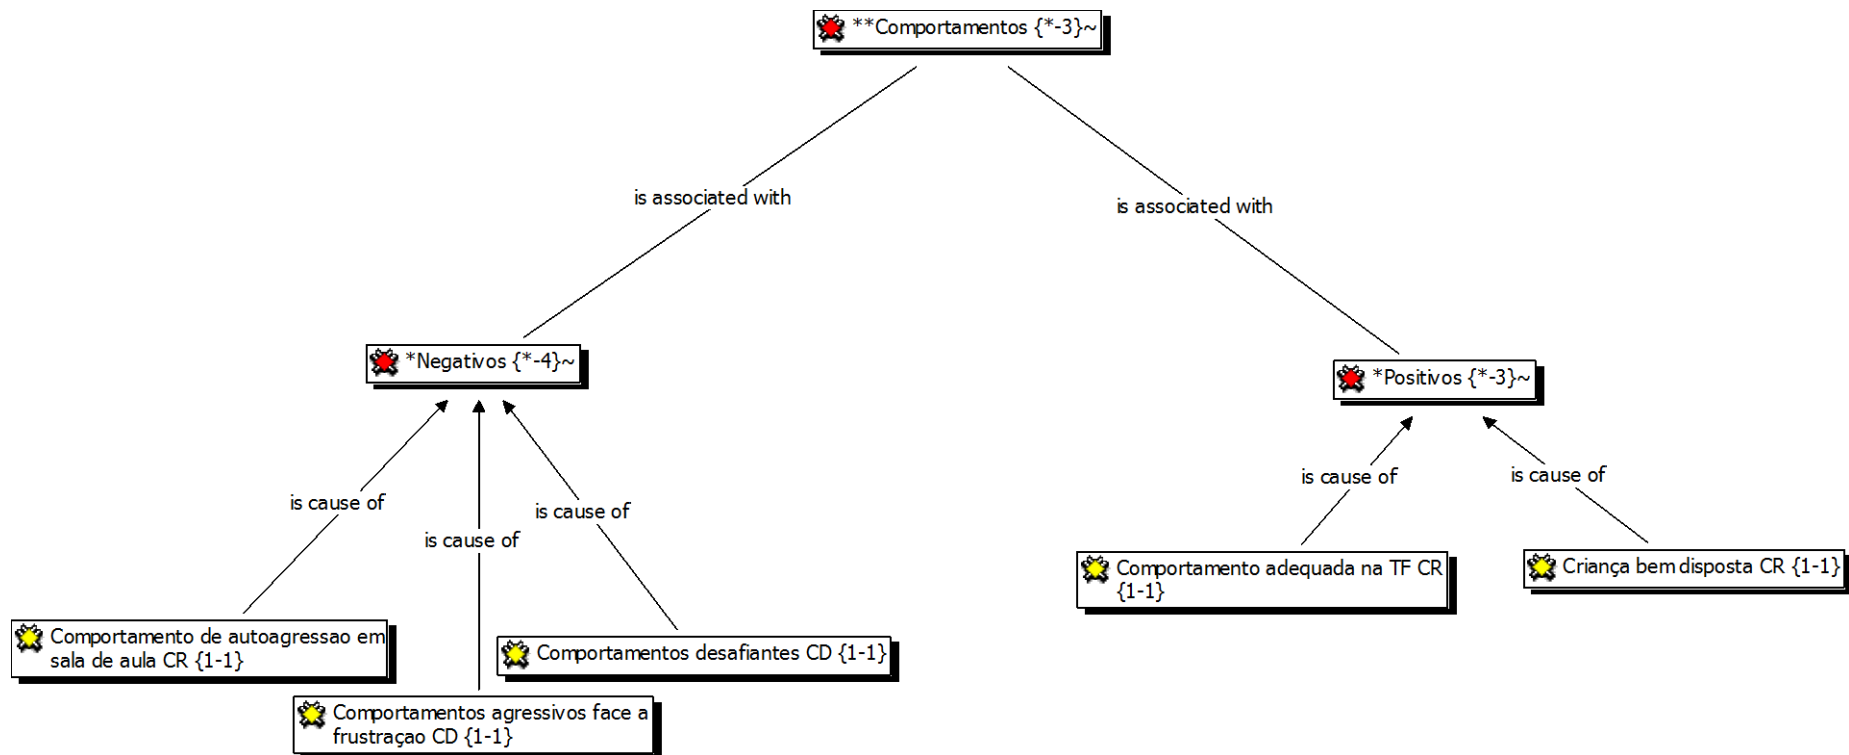 **Comportamentos {*-3}~
is associated with
is associated with
*Negativos {*-4}~
*Positivos {*-3}~
is cause of
is cause of
is cause of
is cause of
is cause of
Comportamento de autoagressao em
sala de aula CR {1-1}
Comportamentos agressivos face a
frustraçao CD {1-1}
Comportamentos desafiantes CD {1-1}
Comportamento adequada na TF CR
{1-1}
Criança bem disposta CR {1-1}